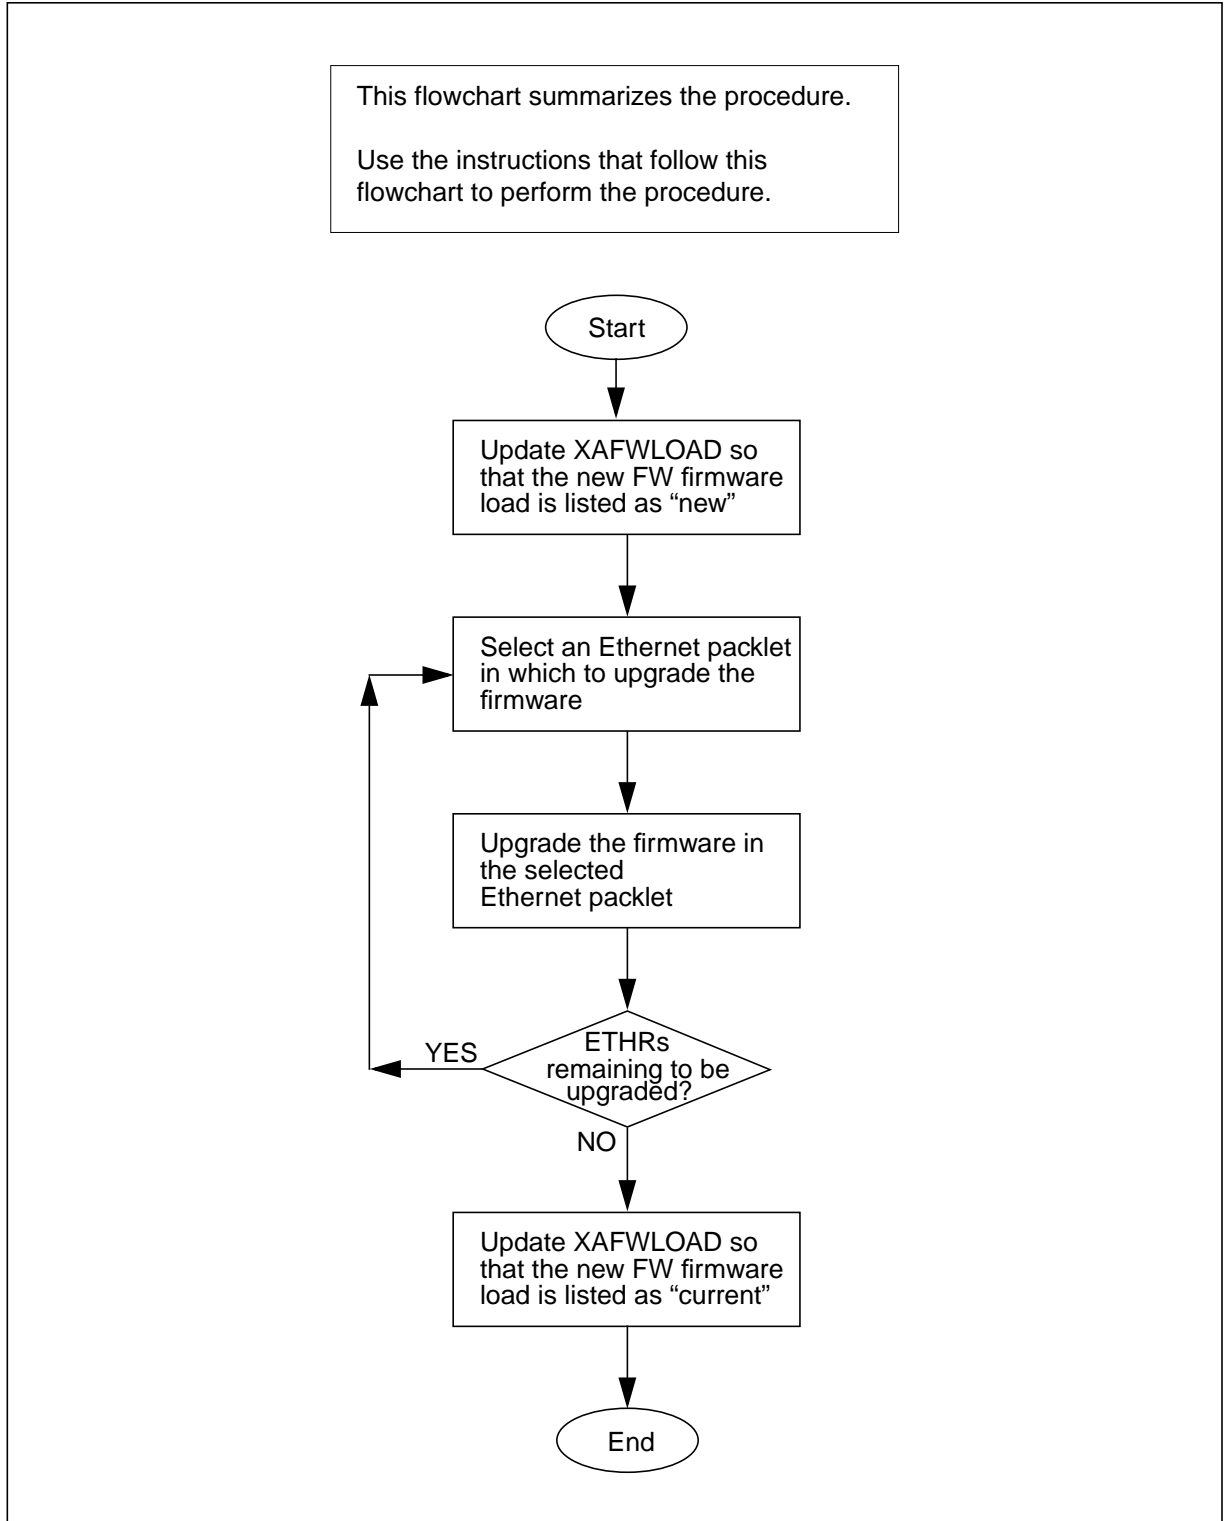 This flowchart summarizes the procedure.
Use the instructions that follow this
flowchart to perform the procedure.
Start
Update XAFWLOAD so
that the new FW firmware
load is listed as “new”
Select an Ethernet packlet
in which to upgrade the
firmware
Upgrade the firmware in
the selected
Ethernet packlet
ETHRs
remaining to be
upgraded?
YES
NO
Update XAFWLOAD so
that the new FW firmware
load is listed as “current”
End